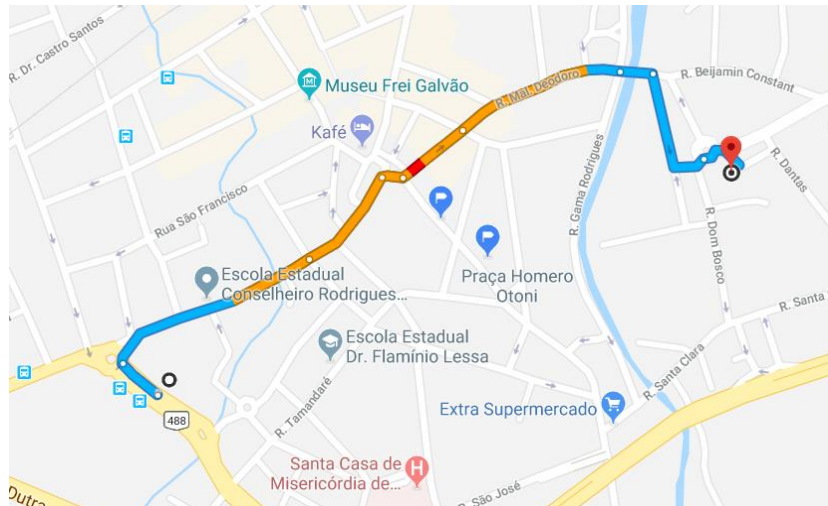 R. Dr. Castro Santos
Museu Frei Galvão
R. Mal. Deodoro
R. Beijamin Constant
Kafé
R. Gama Rodrigues
R. Dantas
Rua São Francisco
R. Dom Bosco
Praça Homero
Otoni
Escola Estadual
Conselheiro Rodrigues...
R. Santa
Escola Estadual
Dr. Flamínio Lessa
R. Santa Clara
R. Tamandaré
Extra Supermercado
488
Santa Casa de
Misericórdia de...
R. São José
Dutra